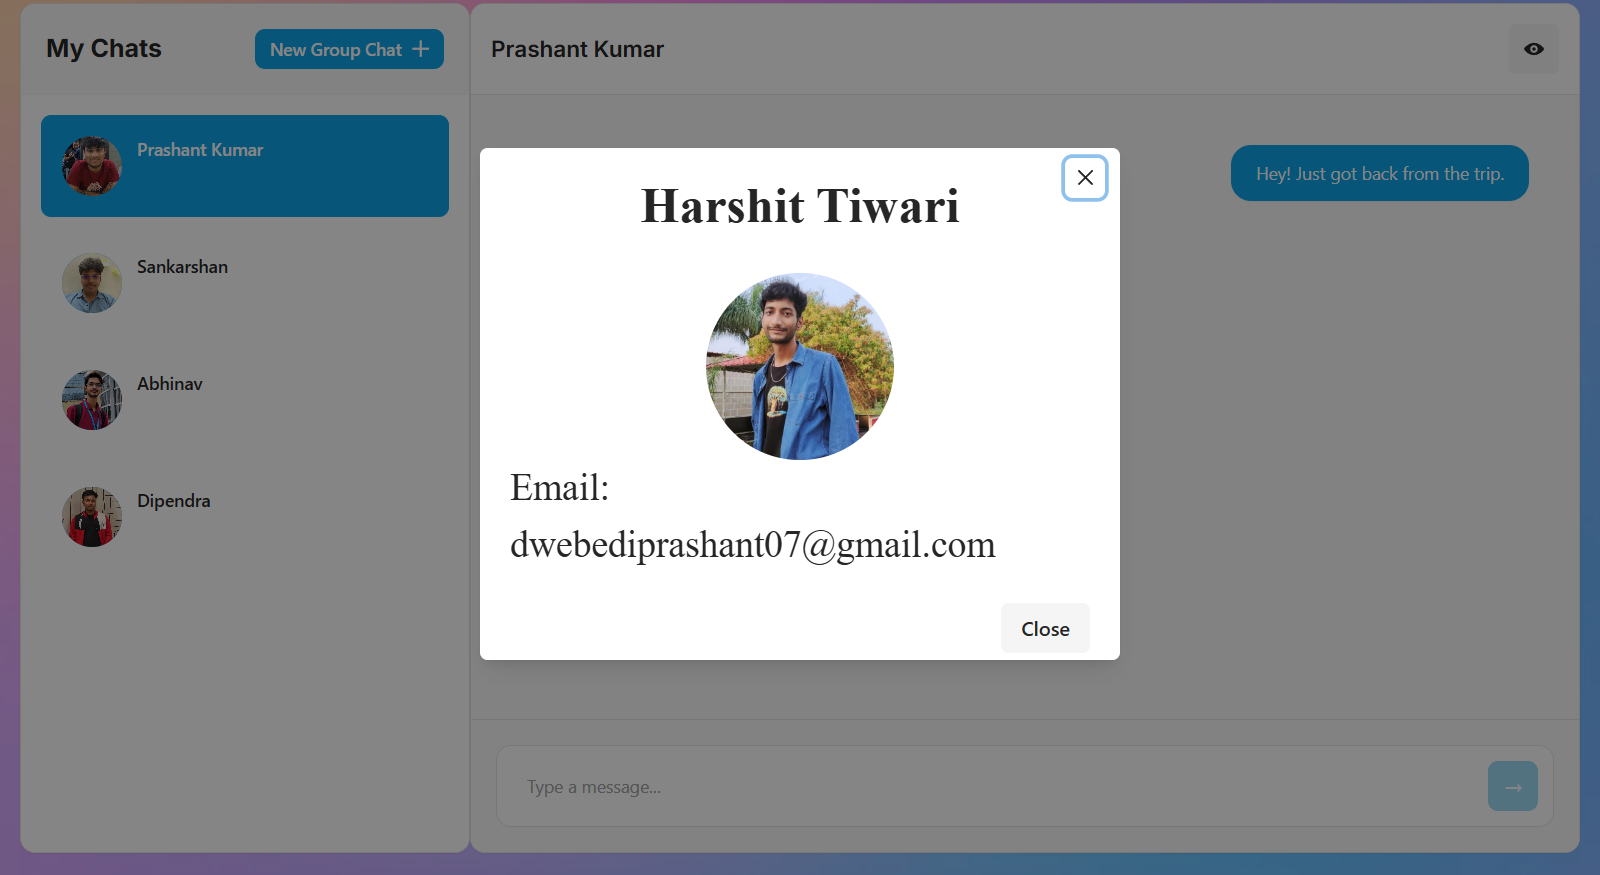 My Chats
New Group Chat
Prashant Kumar
Prashant Kumar
Sankarshan
Abhinav
Dipendra
Hey! Just got back from the trip.
Harshit Tiwari
Email:
dwebediprashant07@gmail.com
Close
Type a message...